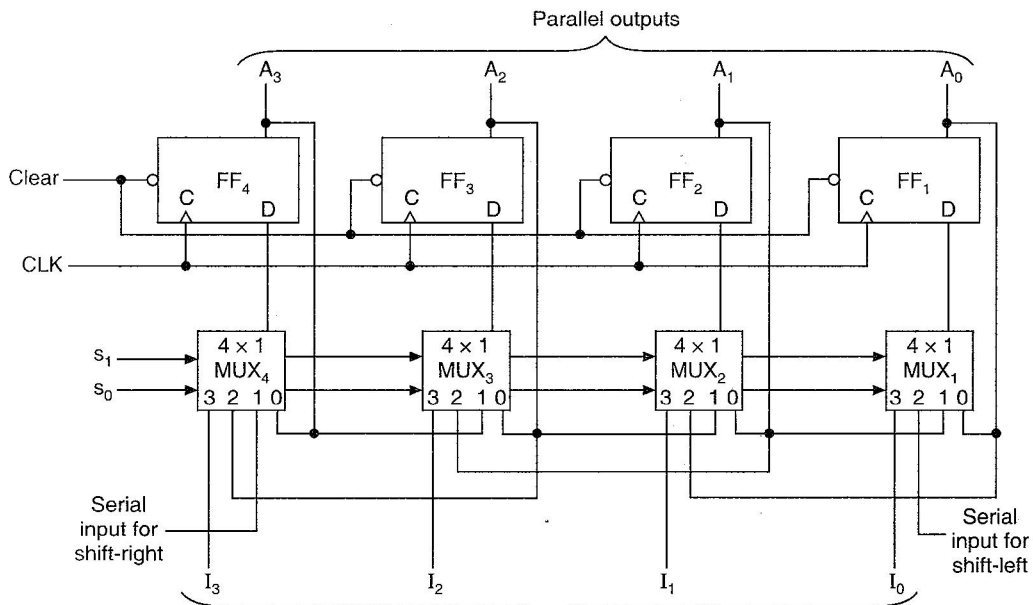 Parallel outputs
A₃ A₂ A₁ A₀
Clear
FF₄ FF₃ FF₂ FF₁
C D C D C D C D
CLK
s₁
s₀
4 × 1 4 × 1 4 × 1 4 × 1
MUX₄ MUX₃ MUX₂ MUX₁
3 2 1 0 3 2 1 0 3 2 1 0 3 2 1 0
Serial
input for
shift-right
Serial
input for
shift-left
I₃ I₂ I₁ I₀